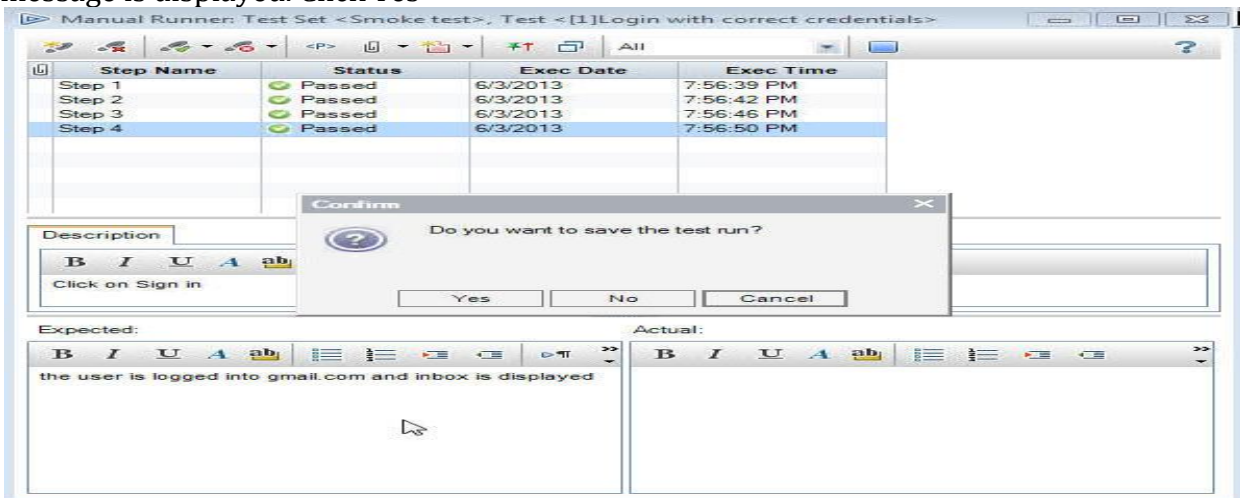 message is displayed. Click Yes
Manual Runner: Test Set <Smoke test>, Test <[1]Login with correct credentials>
<P> All ?
Step Name Status Exec Date Exec Time
Step 1 Passed 6/3/2013 7:56:39 PM
Step 2 Passed 6/3/2013 7:56:42 PM
Step 3 Passed 6/3/2013 7:56:46 PM
Step 4 Passed 6/3/2013 7:56:50 PM
Confirm
Do you want to save the test run?
Yes No Cancel
Description
B I U A ab
Click on Sign in
Expected: Actual:
B I U A ab ¶ >> B I U A ab >>
the user is logged into gmail.com and inbox is displayed